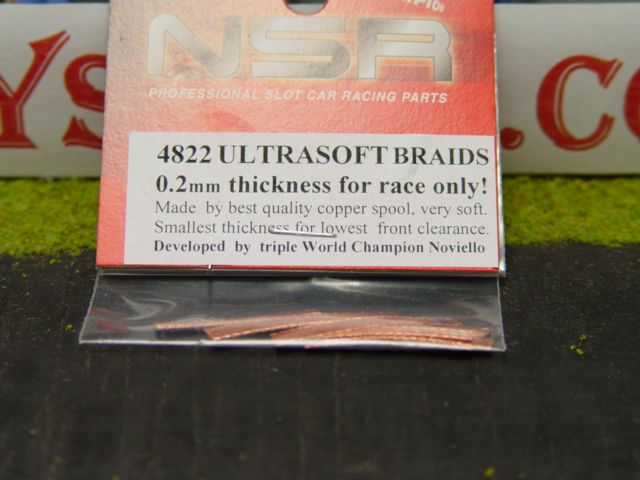 NSR
PROFESSIONAL SLOT CAR RACING PARTS
4822 ULTRASOFT BRAIDS
0.2mm thickness for race only!
Made by best quality copper spool, very soft.
Smallest thickness for lowest front clearance.
Developed by triple World Champion Noviello